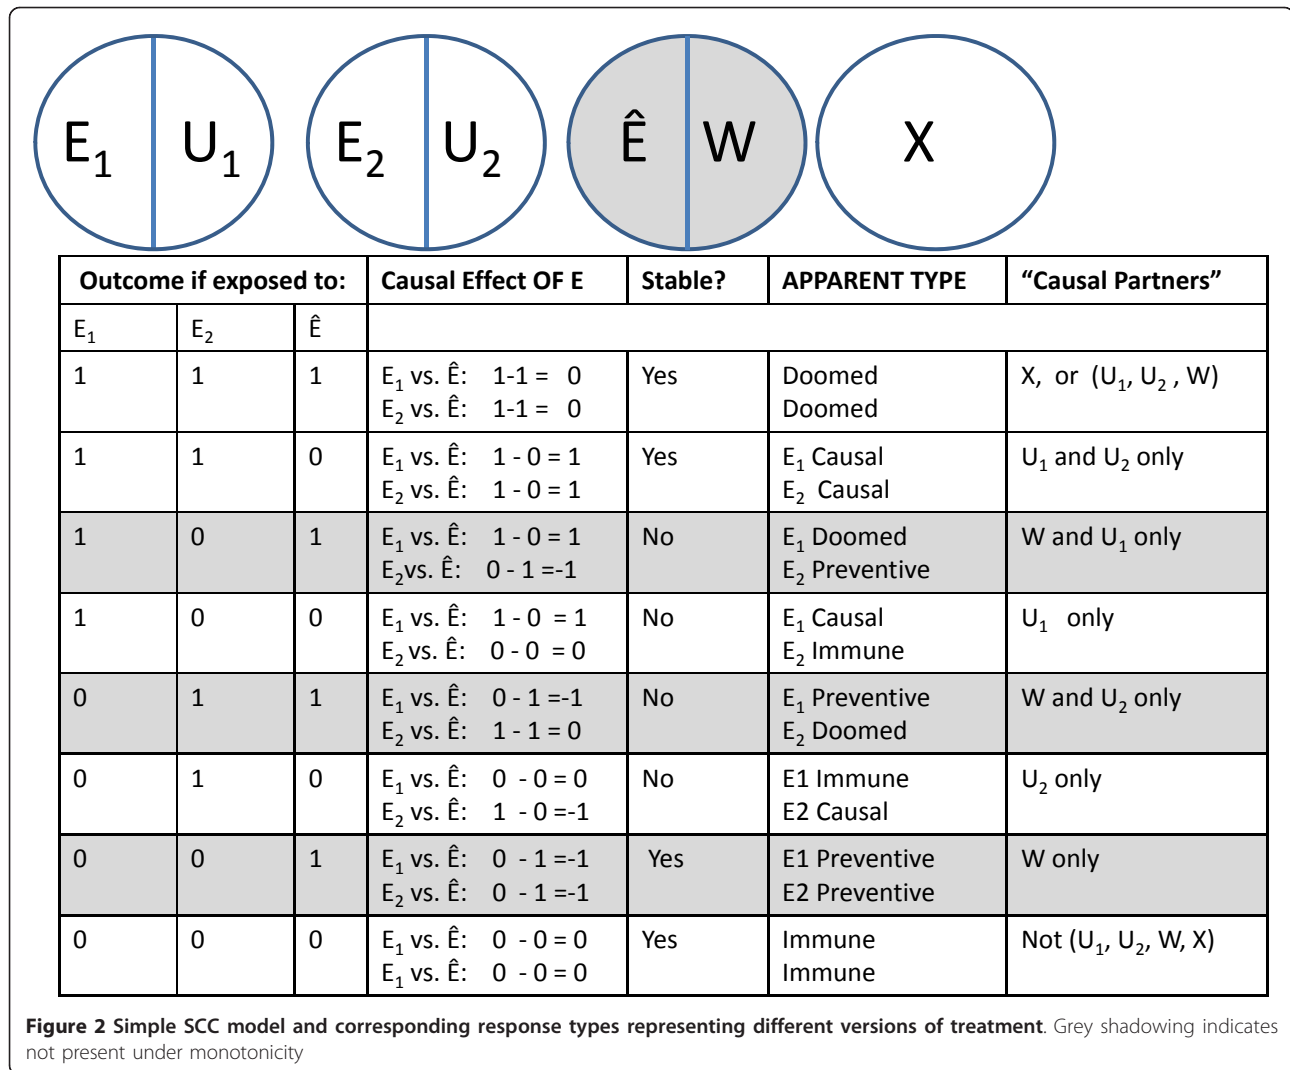 E₁ U₁ E₂ U₂ Ê W X
Outcome if exposed to: Causal Effect OF E Stable? APPARENT TYPE “Causal Partners”
E₁ E₂ Ê
1 1 1 E₁ vs. Ê: 1-1 = 0 Yes Doomed X, or (U₁, U₂ , W)
E₂ vs. Ê: 1-1 = 0 Doomed
1 1 0 E₁ vs. Ê: 1 - 0 = 1 Yes E₁ Causal U₁ and U₂ only
E₂ vs. Ê: 1 - 0 = 1 E₂ Causal
1 0 1 E₁ vs. Ê: 1 - 0 = 1 No E₁ Doomed W and U₁ only
E₂vs. Ê: 0 - 1 =-1 E₂ Preventive
1 0 0 E₁ vs. Ê: 1 - 0 = 1 No E₁ Causal U₁ only
E₂ vs. Ê: 0 - 0 = 0 E₂ Immune
0 1 1 E₁ vs. Ê: 0 - 1 =-1 No E₁ Preventive W and U₂ only
E₂ vs. Ê: 1 - 1 = 0 E₂ Doomed
0 1 0 E₁ vs. Ê: 0 - 0 = 0 No E1 Immune U₂ only
E₂ vs. Ê: 1 - 0 =-1 E2 Causal
0 0 1 E₁ vs. Ê: 0 - 1 =-1 Yes E1 Preventive W only
E₂ vs. Ê: 0 - 1 =-1 E2 Preventive
0 0 0 E₁ vs. Ê: 0 - 0 = 0 Yes Immune Not (U₁, U₂, W, X)
E₁ vs. Ê: 0 - 0 = 0 Immune
Figure 2 Simple SCC model and corresponding response types representing different versions of treatment. Grey shadowing indicates
not present under monotonicity